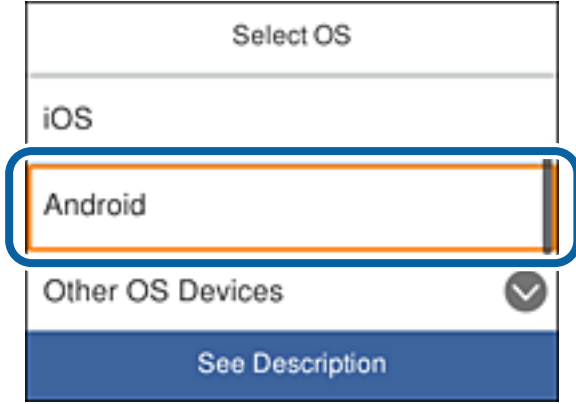 Select OS
iOS
Android
Other OS Devices
See Description